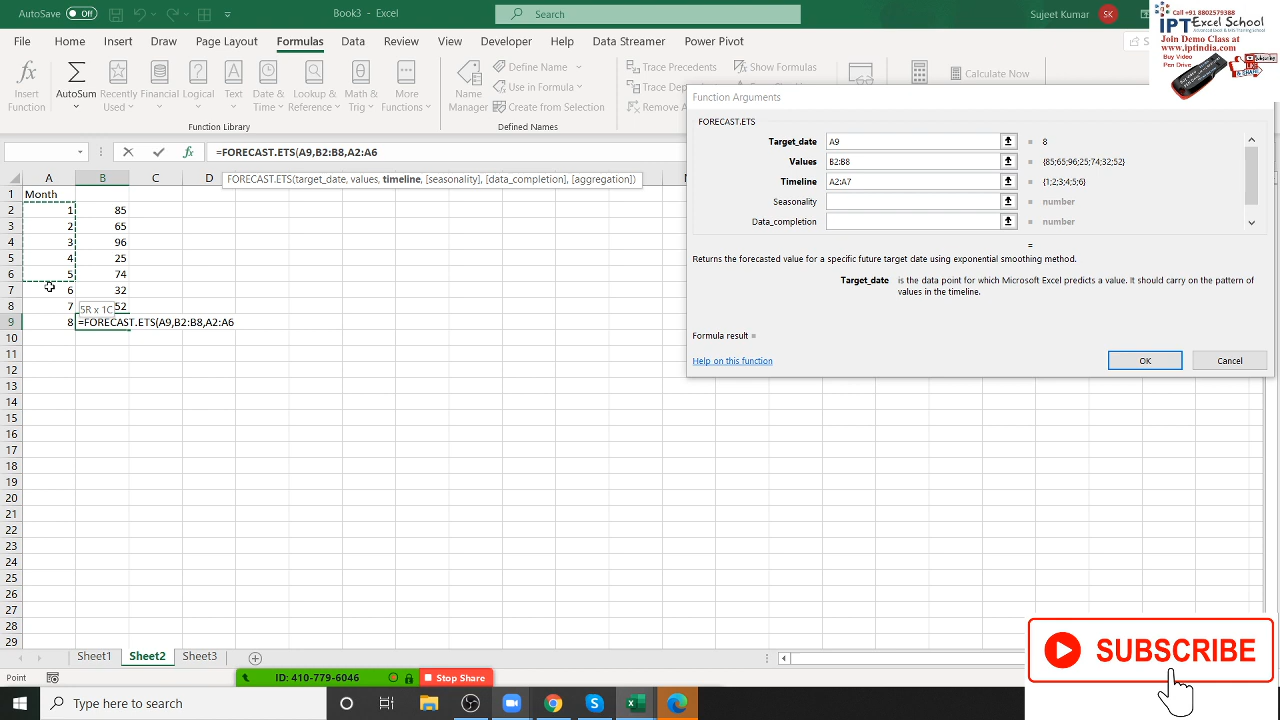 AutoSave Off
Book3 - Excel
Search
Sujeet Kumar SK
Call +91 8802579388
IPT Excel School
Advanced Excel & VBA Training School
Join Demo Class at
www.iptindia.com
Buy Video
Pen Drive
File Home Insert Draw Page Layout Formulas Data Review View Developer Help Data Streamer Power Pivot Sh
Insert Function
AutoSum
Recently Used
Financial
Logical
Text
Date & Time
Lookup & Reference
Math & Trig
More Functions
Name Manager
Define Name
Use in Formula
Create from Selection
Trace Precedents
Trace Dep
Remove A
Show Formulas
Calculate Now
Function Library
Defined Names
=FORECAST.ETS(A9,B2:B8,A2:A6
FORECAST.ETS(target_date, values, timeline, [seasonality], [data_completion], [aggregation])
A C D
1 Month
2 1 85
3 2 65
4 3 96
5 4 25
6 5 74
7 6 32
8 7 52
5R x 1C
9 8 =FORECAST.ETS(A9,B2:B8,A2:A6
10
11
12
13
14
15
16
17
18
19
20
21
22
23
24
25
26
27
28
29
Function Arguments
FORECAST.ETS
Target_date A9 = 8
Values B2:B8 = {85;65;96;25;74;32;52}
Timeline A2:A7 = {1;2;3;4;5;6}
Seasonality = number
Data_completion = number
=
Returns the forecasted value for a specific future target date using exponential smoothing method.
Target_date is the data point for which Microsoft Excel predicts a value. It should carry on the pattern of
values in the timeline.
Formula result =
Help on this function
OK Cancel
SUBSCRIBE
Sheet1 Sheet2 Sheet3
Point
ID: 410-779-6046 Stop Share
Type here to search